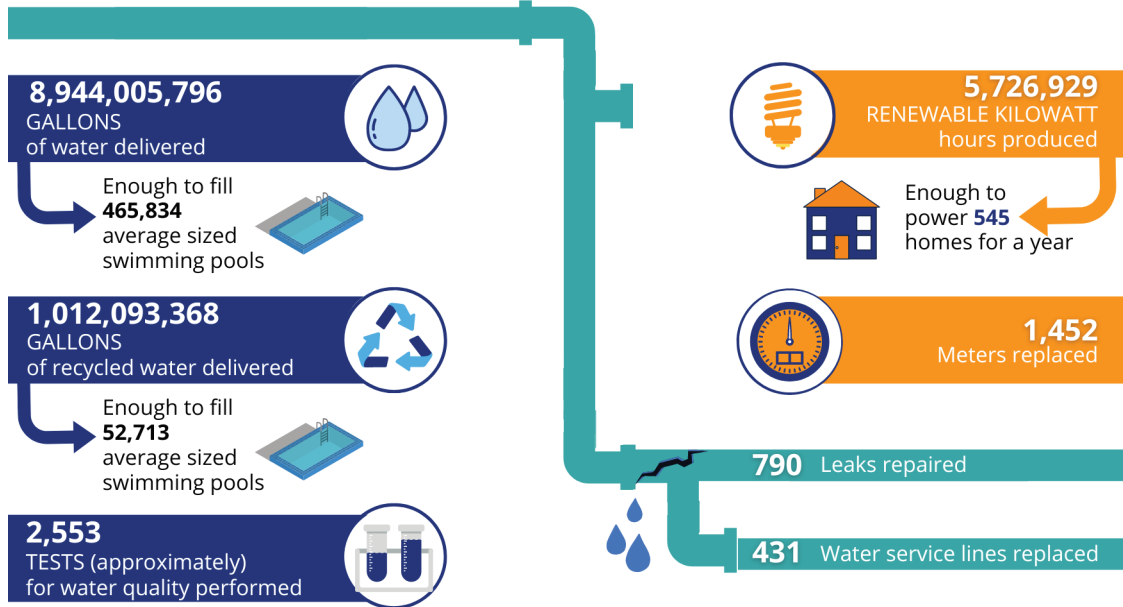 8,944,005,796
GALLONS
of water delivered
Enough to fill
465,834
average sized
swimming pools
1,012,093,368
GALLONS
of recycled water delivered
Enough to fill
52,713
average sized
swimming pools
2,553
TESTS (approximately)
for water quality performed
5,726,929
RENEWABLE KILOWATT
hours produced
Enough to
power 545
homes for a year
1,452
Meters replaced
790 Leaks repaired
431 Water service lines replaced